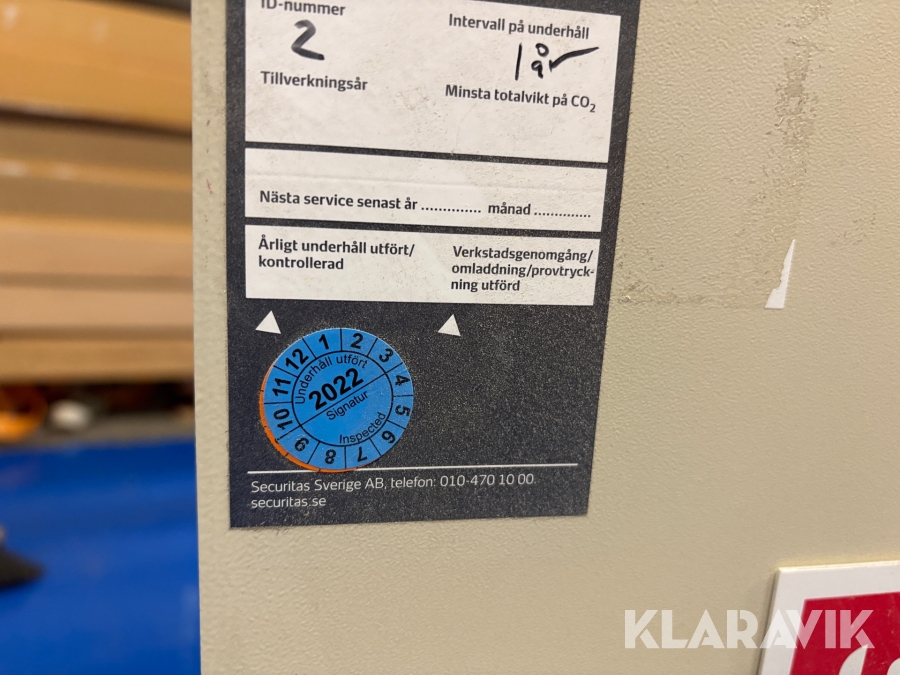 ID-nummer
2
Intervall på underhåll
1 år
Tillverkningsår
Minsta totalvikt på CO2
Nästa service senast år .............. månad ..............
Årligt underhåll utfört/
kontrollerad
Verkstadsgenomgång/
omladdning/provtryck-
ning utförd
1 2 3 4 5 6 7 8 9 10 11 12
Underhåll utfört
2022
Signatur
Inspected
Securitas Sverige AB, telefon: 010-470 10 00.
securitas.se
KLARAVIK